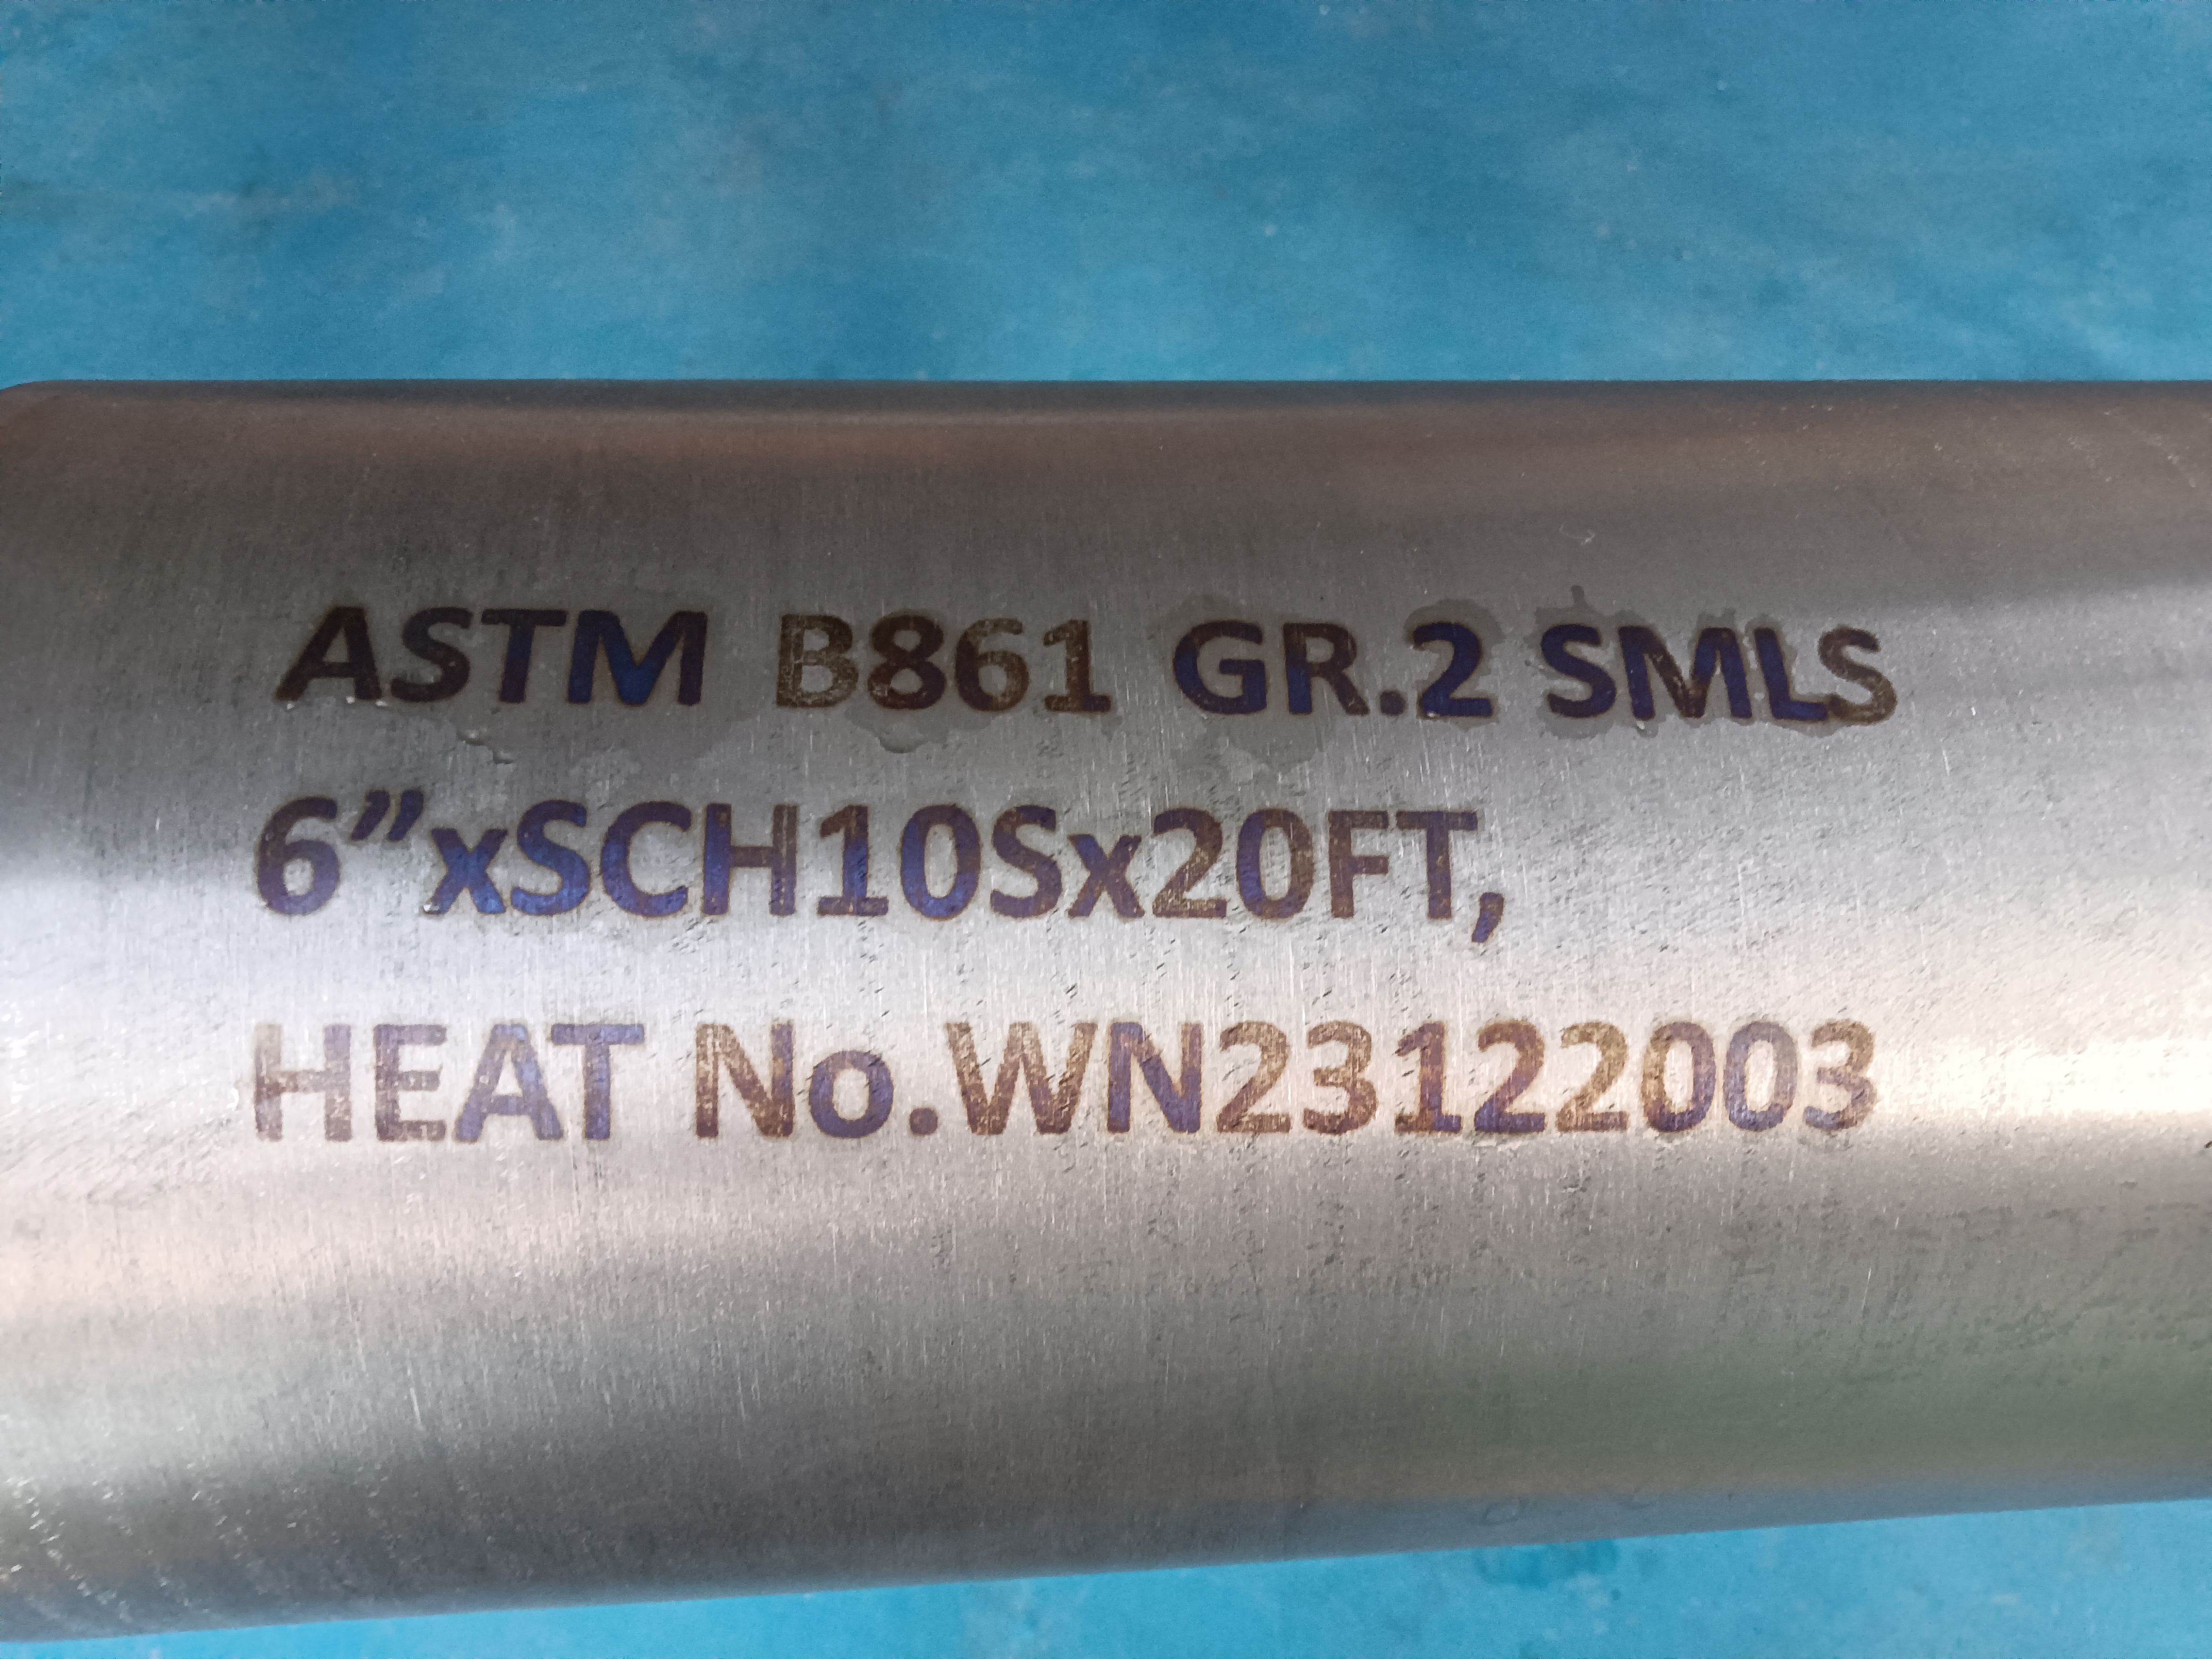 ASTM B861 GR.2 SMLS
6”xSCH10Sx20FT,
HEAT No.WN23122003